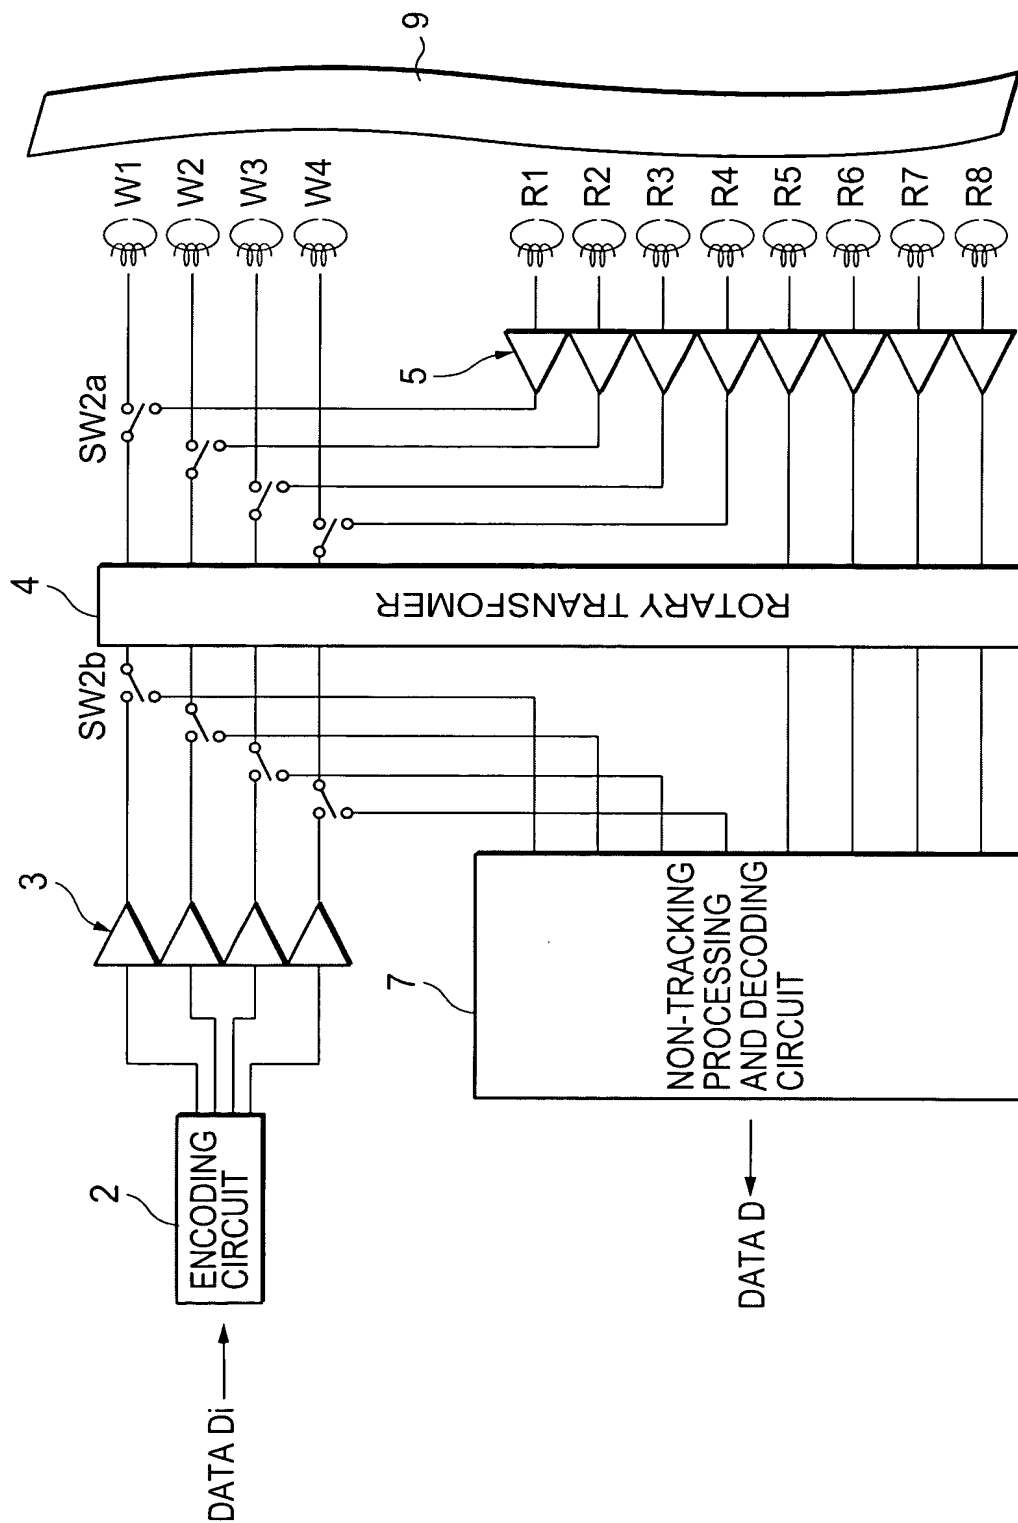 DATA Di
2
ENCODING
CIRCUIT
3
SW2b
4
ROTARY TRANSFOMER
SW2a
W1
W2
W3
W4
9
5
R1
R2
R3
R4
R5
R6
R7
R8
7
NON-TRACKING
PROCESSING
AND DECODING
CIRCUIT
DATA D